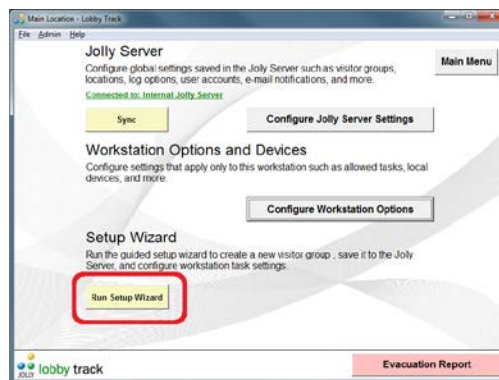 Main Location - Lobby Track
File Admin Help
Jolly Server
Configure global settings saved in the Jolly Server such as visitor groups,
locations, log options, user accounts, e-mail notifications, and more.
Connected to: Internal Jolly Server
Main Menu
Sync
Configure Jolly Server Settings
Workstation Options and Devices
Configure settings that apply only to this workstation such as allowed tasks, local
devices, and more.
Configure Workstation Options
Setup Wizard
Run the guided setup wizard to create a new visitor group , save it to the Jolly
Server, and configure workstation task settings.
Run Setup Wizard
JOLLY lobby track
Evacuation Report